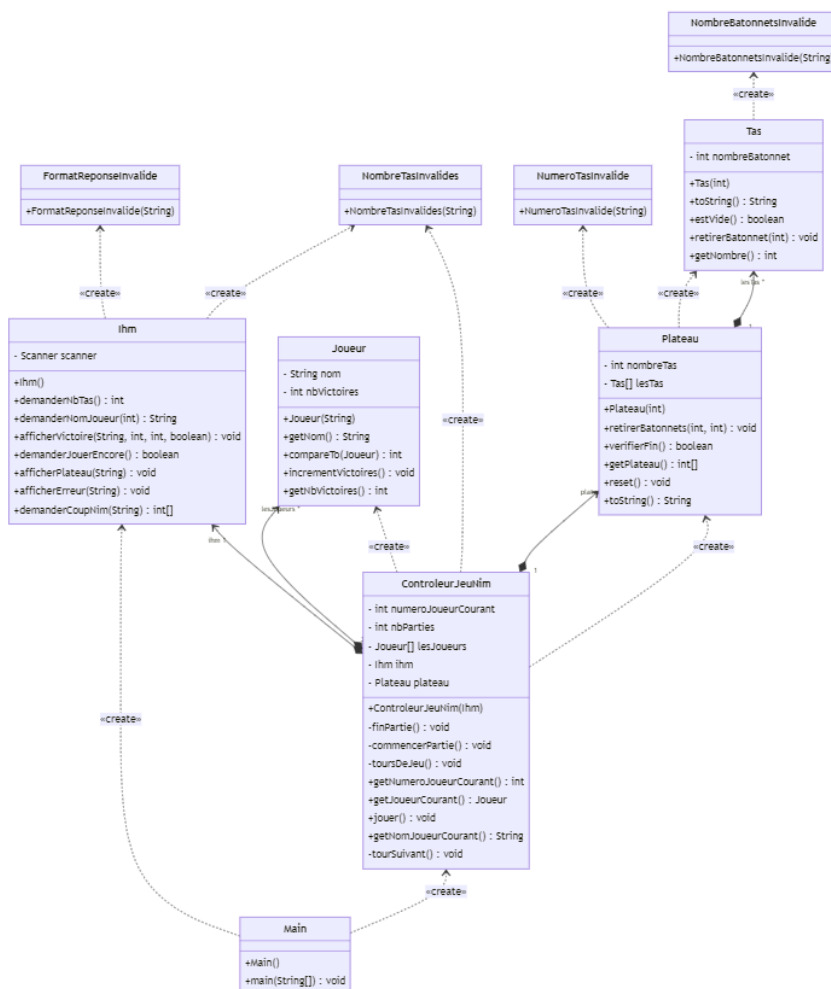 NombreBatonnetsInvalide
+NombreBatonnetsInvalide(String
«create»
Tas
- int nombreBatonnet
+Tas(int)
+toString() : String
+estVide() : boolean
+retirerBatonnet(int) : void
+getNombre() : int
FormatReponseInvalide
+FormatReponseInvalide(String)
NombreTasInvalides
+NombreTasInvalides(String)
NumeroTasInvalide
+NumeroTasInvalide(String)
«create»
«create»
«create»
«create»
les tas *
1
Ihm
- Scanner scanner
+Ihm()
+demanderNbTas() : int
+demanderNomJoueur(int) : String
+afficherVictoire(String, int, int, boolean) : void
+demanderJouerEncore() : boolean
+afficherPlateau(String) : void
+afficherErreur(String) : void
+demanderCoupNim(String) : int[]
Joueur
- String nom
- int nbVictoires
+Joueur(String)
+getNom() : String
+compareTo(Joueur) : int
+incrementVictoires() : void
+getNbVictoires() : int
«create»
Plateau
- int nombreTas
- Tas[] lesTas
+Plateau(int)
+retirerBatonnets(int, int) : void
+verifierFin() : boolean
+getPlateau() : int[]
+reset() : void
+toString() : String
ihm 1
«create»
«create»
1
ControleurJeuNim
- int numeroJoueurCourant
- int nbParties
- Joueur[] lesJoueurs
- Ihm ihm
- Plateau plateau
+ControleurJeuNim(Ihm)
-finPartie() : void
-commencerPartie() : void
-toursDeJeu() : void
+getNumeroJoueurCourant() : int
+getJoueurCourant() : Joueur
+jouer() : void
+getNomJoueurCourant() : String
-tourSuivant() : void
«create»
«create»
Main
+Main()
+main(String[]) : void